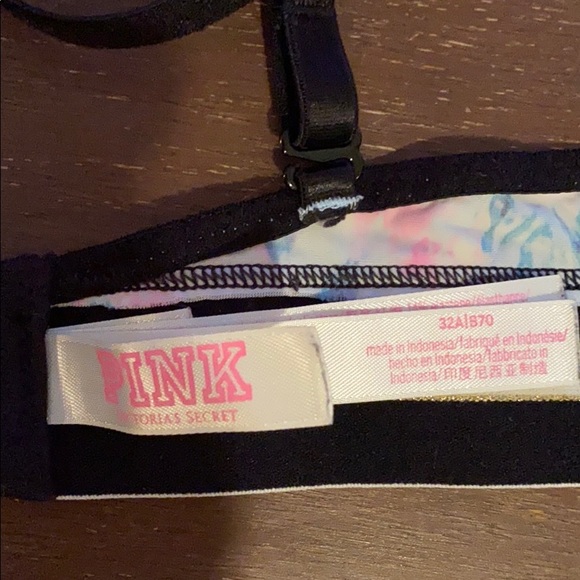 PINK
VICTORIA'S SECRET
32A|B70
made in Indonesia/fabriqué en Indonésie/
hecho en Indonesia/fabbricato in
Indonesia/印度尼西亚制造